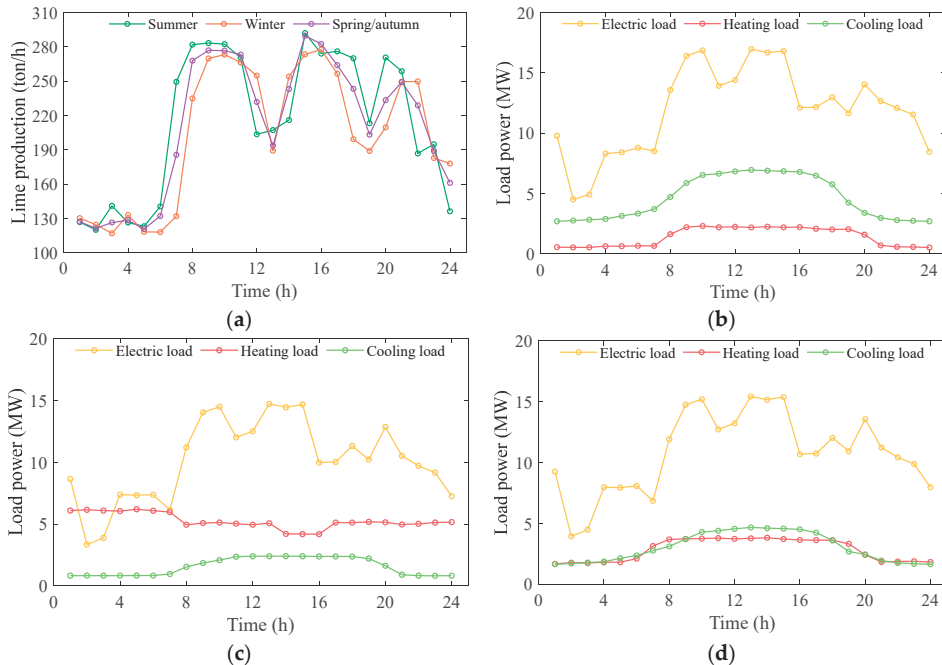 Summer Winter Spring/autumn
Lime production (ton/h)
310
280
250
220
190
160
130
100
0 4 8 12 16 20 24
Time (h)
(a)
Electric load Heating load Cooling load
Load power (MW)
20
15
10
5
0
0 4 8 12 16 20 24
Time (h)
(b)
Electric load Heating load Cooling load
Load power (MW)
20
15
10
5
0
0 4 8 12 16 20 24
Time (h)
(c)
Electric load Heating load Cooling load
Load power (MW)
20
15
10
5
0
0 4 8 12 16 20 24
Time (h)
(d)